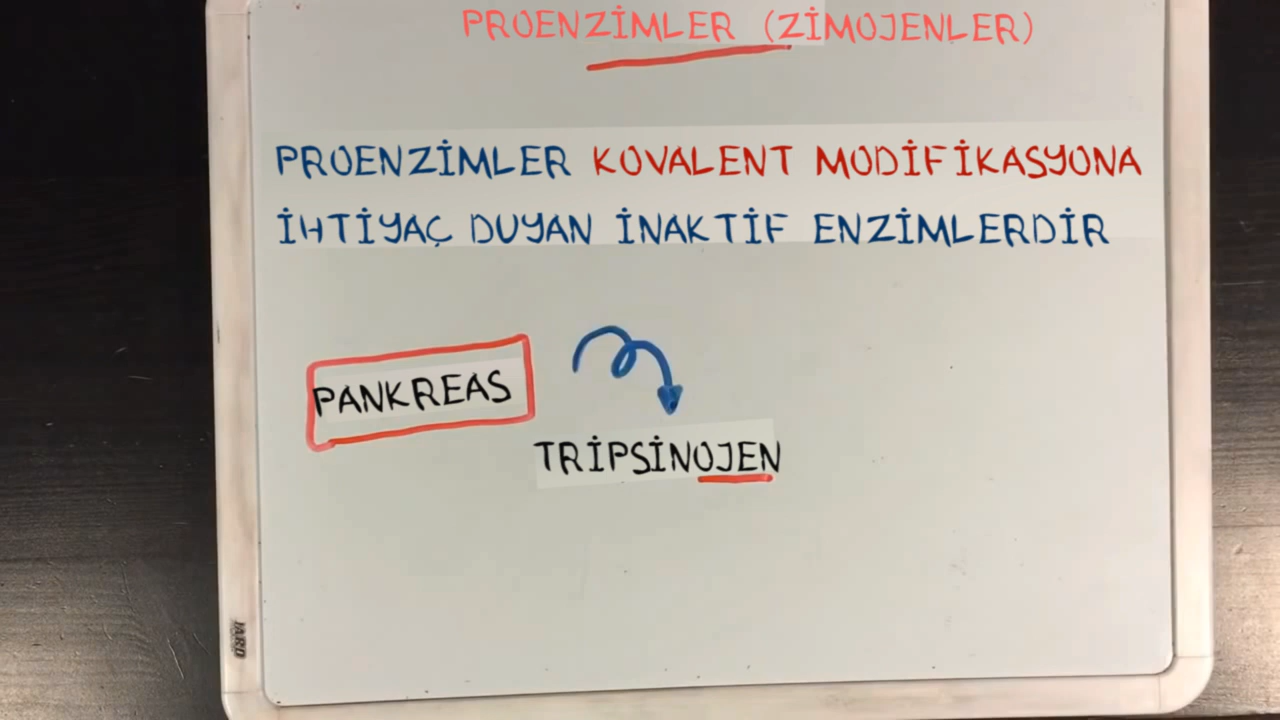 PROENZİMLER (ZİMOJENLER)
PROENZİMLER KOVALENT MODİFİKASYONA
İHTİYAÇ DUYAN İNAKTİF ENZİMLERDİR
PANKREAS
TRİPSİNOJEN